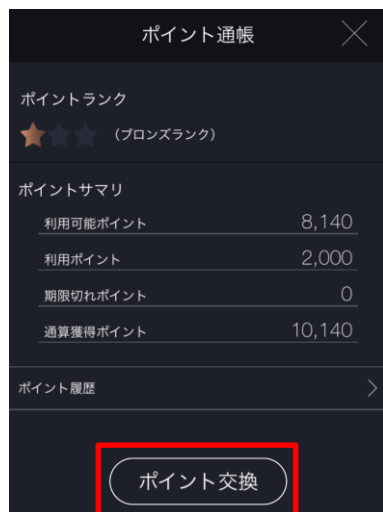 ポイント通帳
ポイントランク
(ブロンズランク)
ポイントサマリ
利用可能ポイント 8,140
利用ポイント 2,000
期限切れポイント 0
通算獲得ポイント 10,140
ポイント履歴
ポイント交換